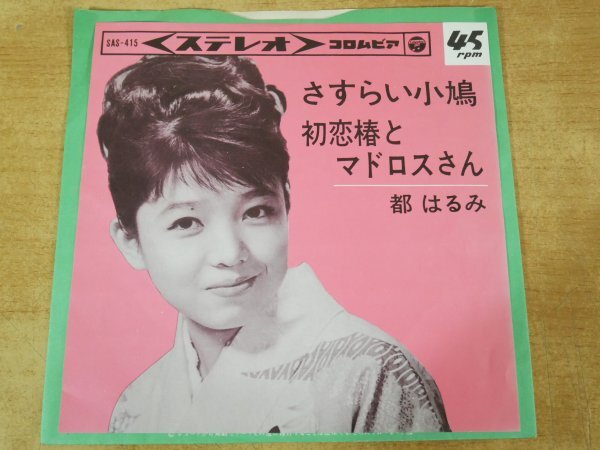 SAS-415
<ステレオ>
コロムビア
45
rpm
さすらい小鳩
初恋椿と
マドロスさん
都 はるみ